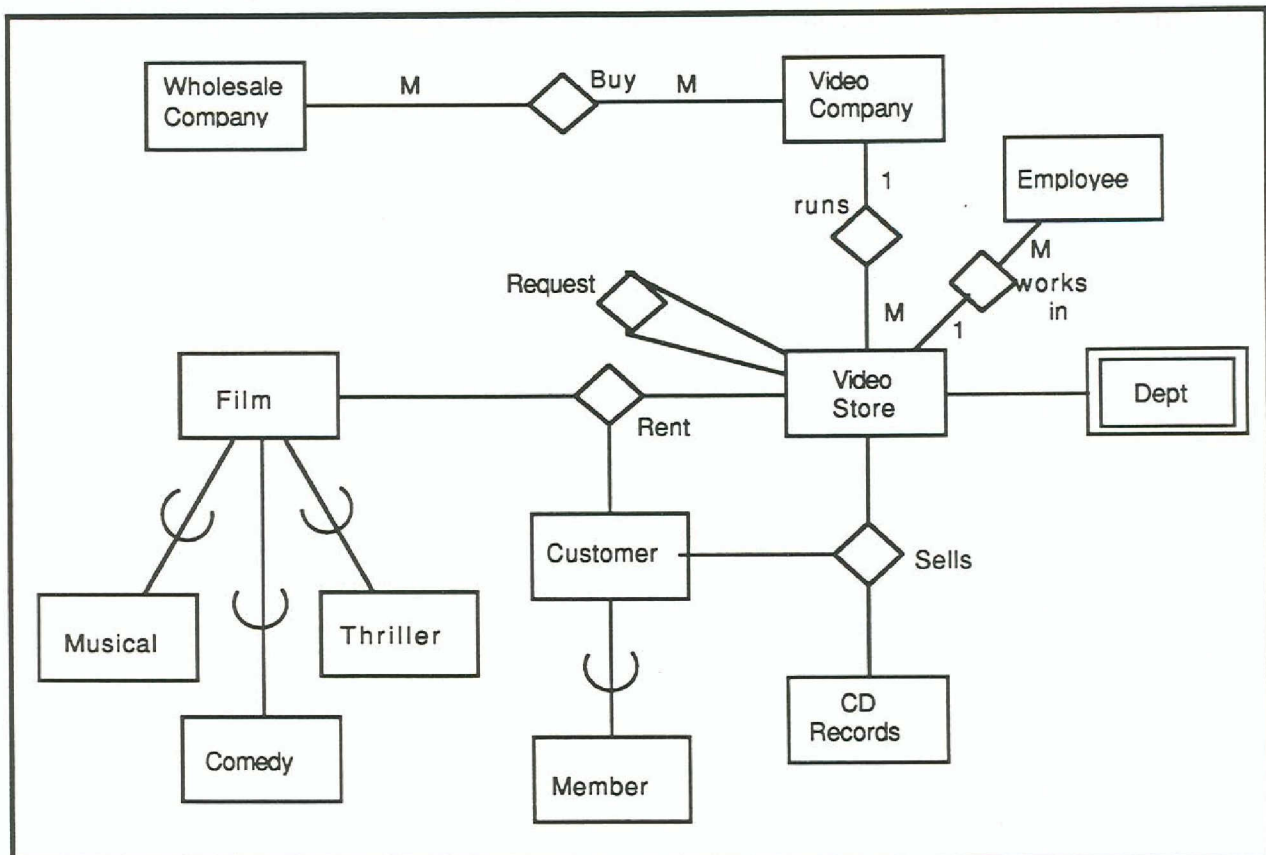 Wholesale
Company
M
Buy
M
Video
Company
1
runs
Employee
M
works
in
1
Request
M
Film
Rent
Video
Store
Dept
Customer
Sells
Musical
Thriller
Comedy
Member
CD
Records